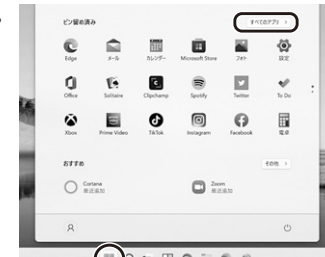 ピン留め済み すべてのアプリ >
Edge メール カレンダー Microsoft Store フォト 設定
Office Solitaire Clipchamp Spotify Twitter To Do
Xbox Prime Video TikTok Instagram Facebook 電卓
おすすめ その他 >
Cortana Zoom
最近追加 最近追加